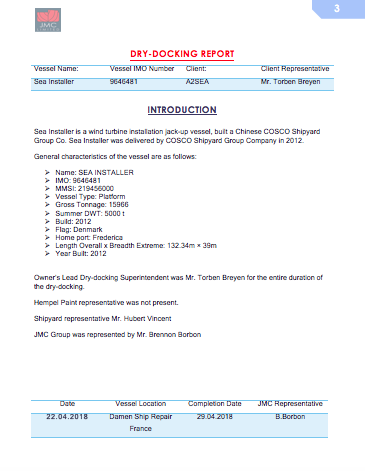 3
JMC
DRY-DOCKING REPORT
Vessel Name: Vessel IMO Number Client: Client Representative
Sea Installer 9646481 A2SEA Mr. Torben Breyen
INTRODUCTION
Sea Installer is a wind turbine installation jack-up vessel, built a Chinese COSCO Shipyard
Group Co. Sea Installer was delivered by COSCO Shipyard Group Company in 2012.
General characteristics of the vessel are as follows:
➤ Name: SEA INSTALLER
➤ IMO: 9646481
➤ MMSI: 219456000
➤ Vessel Type: Platform
➤ Gross Tonnage: 15966
➤ Summer DWT: 5000 t
➤ Build: 2012
➤ Flag: Denmark
➤ Home port: Frederica
➤ Length Overall x Breadth Extreme: 132.34m × 39m
➤ Year Built: 2012
Owner's Lead Dry-docking Superintendent was Mr. Torben Breyen for the entire duration of
the dry-docking.
Hempel Paint representative was not present.
Shipyard representative Mr. Hubert Vincent
JMC Group was represented by Mr. Brennon Borbon
Date Vessel Location Completion Date JMC Representative
22.04.2018 Damen Ship Repair 29.04.2018 B.Borbon
France